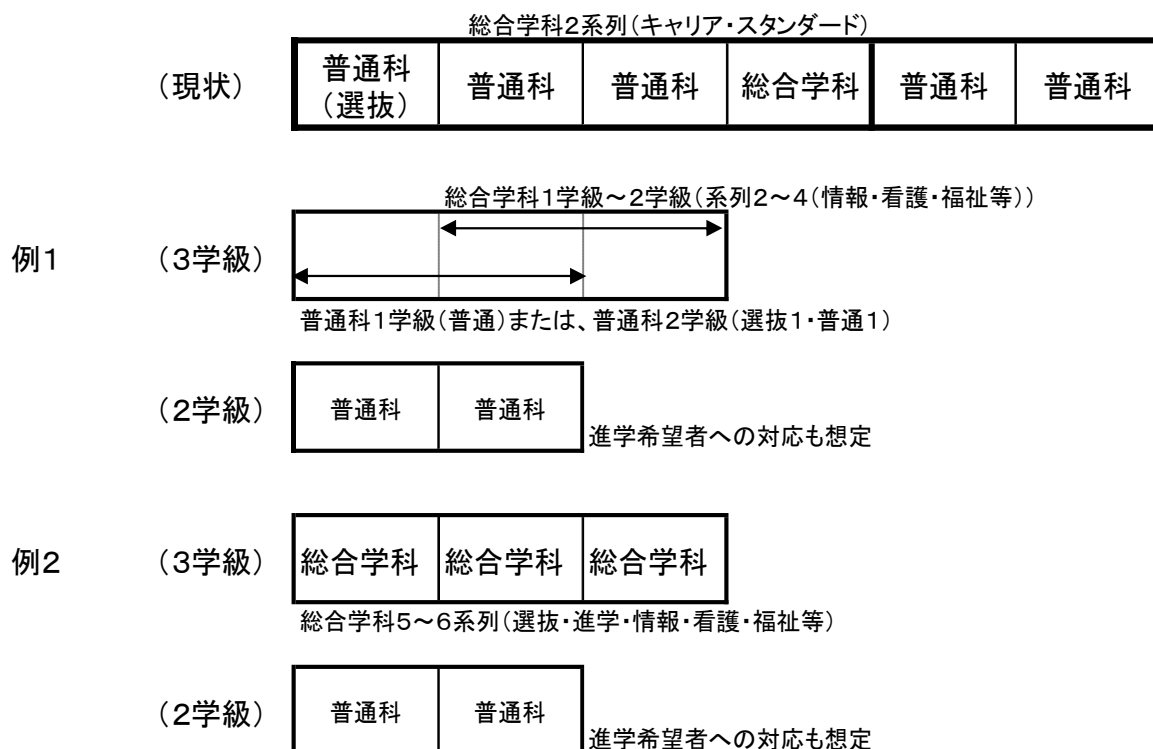 総合学科2系列(キャリア・スタンダード)
(現状) 普通科(選抜) 普通科 普通科 総合学科 普通科 普通科
総合学科1学級~2学級(系列2~4(情報・看護・福祉等))
例1 (3学級)
普通科1学級(普通)または、普通科2学級(選抜1・普通1)
(2学級) 普通科 普通科 進学希望者への対応も想定
例2 (3学級) 総合学科 総合学科 総合学科
総合学科5~6系列(選抜・進学・情報・看護・福祉等)
(2学級) 普通科 普通科 進学希望者への対応も想定